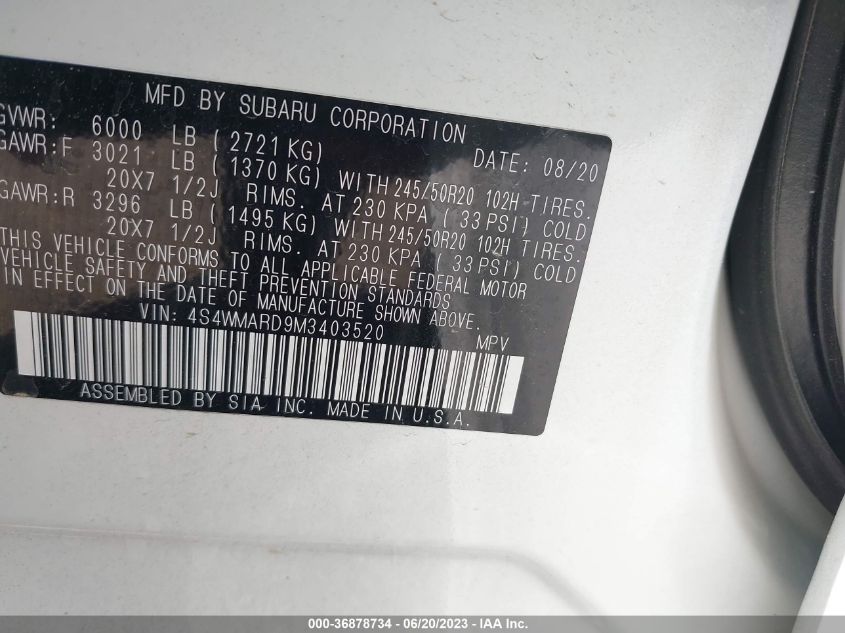 MFD BY SUBARU CORPORATION
GVWR: 6000 LB ( 2721 KG) DATE: 08/20
GAWR:F 3021 LB ( 1370 KG) WITH 245/50R20 102H TIRES.
20X7 1/2J RIMS. AT 230 KPA ( 33 PSI) COLD
GAWR:R 3296 LB ( 1495 KG) WITH 245/50R20 102H TIRES.
20X7 1/2J RIMS. AT 230 KPA ( 33 PSI) COLD
THIS VEHICLE CONFORMS TO ALL APPLICABLE FEDERAL MOTOR
VEHICLE SAFETY AND THEFT PREVENTION STANDARDS
IN EFFECT ON THE DATE OF MANUFACTURE SHOWN ABOVE.
VIN: 4S4WMARD9M3403520 MPV
ASSEMBLED BY SIA INC. MADE IN U.S.A.
000-36878734 - 06/20/2023 - IAA Inc.